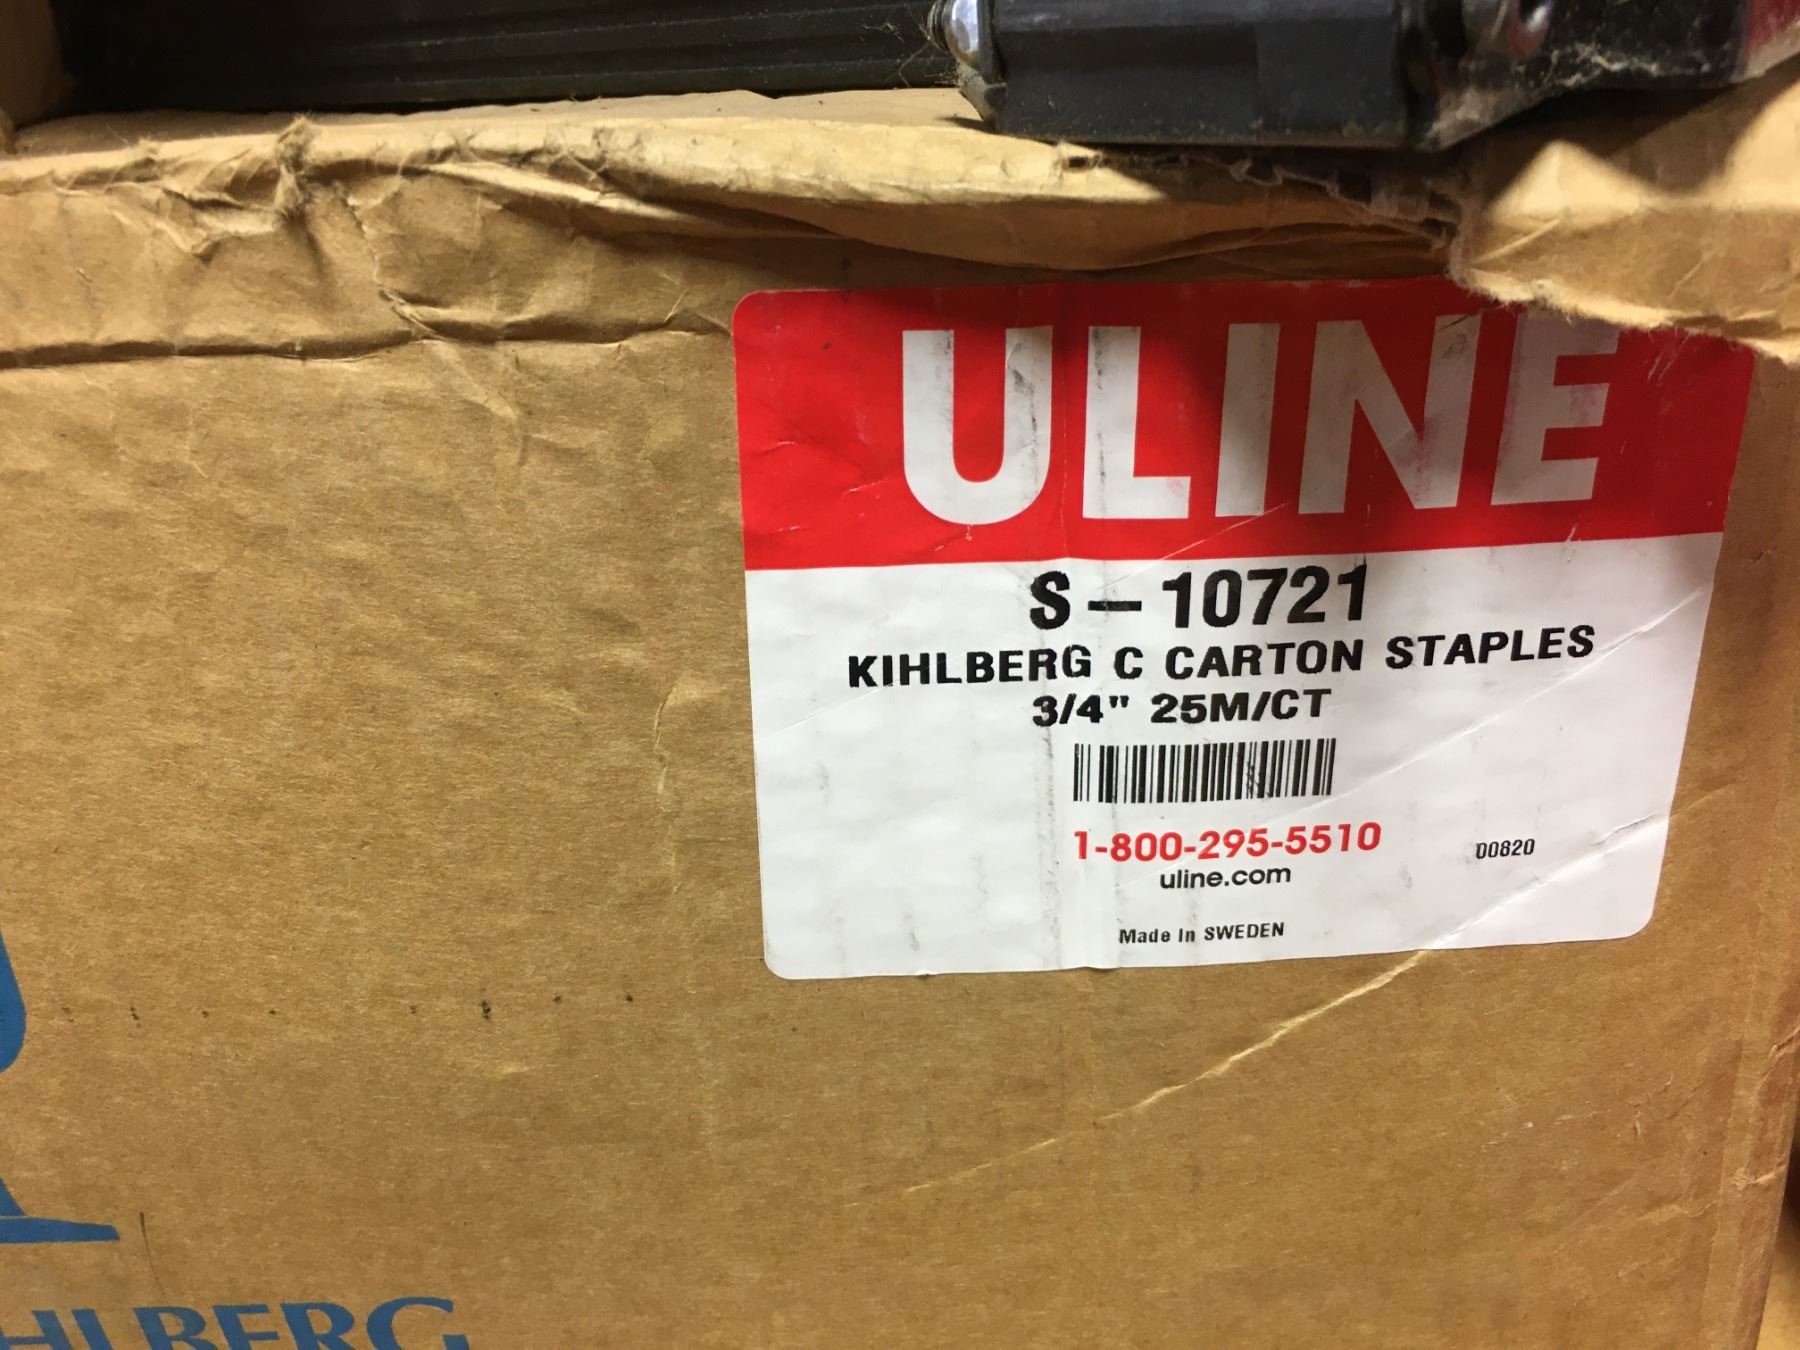 ULINE
S-10721
KIHLBERG C CARTON STAPLES
3/4" 25M/CT
1-800-295-5510
00820
uline.com
Made In SWEDEN
HLBERG